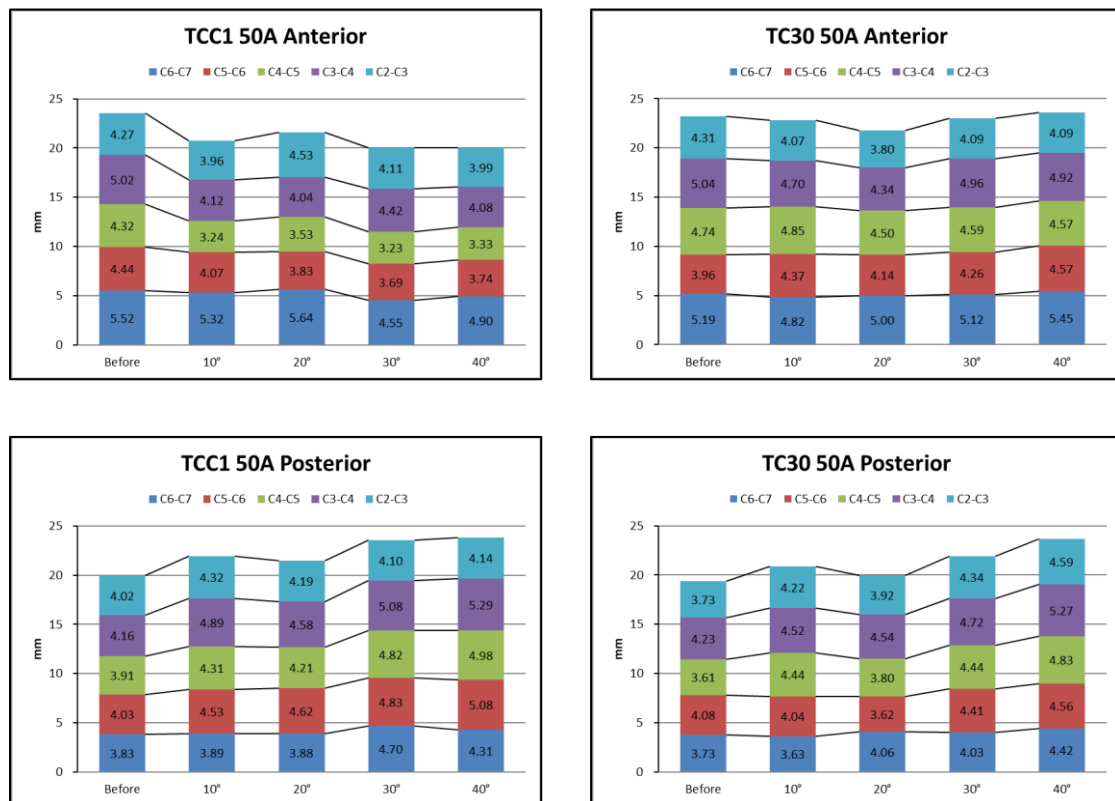 TCC1 50A Anterior
C6-C7 C5-C6 C4-C5 C3-C4 C2-C3
25
20
15
10
5
0
mm
4.27 3.96 4.53 4.11 3.99
5.02 4.12 4.04 4.42 4.08
4.32 3.24 3.53 3.23 3.33
4.44 4.07 3.83 3.69 3.74
5.52 5.32 5.64 4.55 4.90
Before 10° 20° 30° 40°
TC30 50A Anterior
C6-C7 C5-C6 C4-C5 C3-C4 C2-C3
25
20
15
10
5
0
mm
4.31 4.07 3.80 4.09 4.09
5.04 4.70 4.34 4.96 4.92
4.74 4.85 4.50 4.59 4.57
3.96 4.37 4.14 4.26 4.57
5.19 4.82 5.00 5.12 5.45
Before 10° 20° 30° 40°
TCC1 50A Posterior
C6-C7 C5-C6 C4-C5 C3-C4 C2-C3
25
20
15
10
5
0
mm
4.02 4.32 4.19 4.10 4.14
4.16 4.89 4.58 5.08 5.29
3.91 4.31 4.21 4.82 4.98
4.03 4.53 4.62 4.83 5.08
3.83 3.89 3.88 4.70 4.31
Before 10° 20° 30° 40°
TC30 50A Posterior
C6-C7 C5-C6 C4-C5 C3-C4 C2-C3
25
20
15
10
5
0
mm
3.73 4.22 3.92 4.34 4.59
4.23 4.52 4.54 4.72 5.27
3.61 4.44 3.80 4.44 4.83
4.08 4.04 3.62 4.41 4.56
3.73 3.63 4.06 4.03 4.42
Before 10° 20° 30° 40°